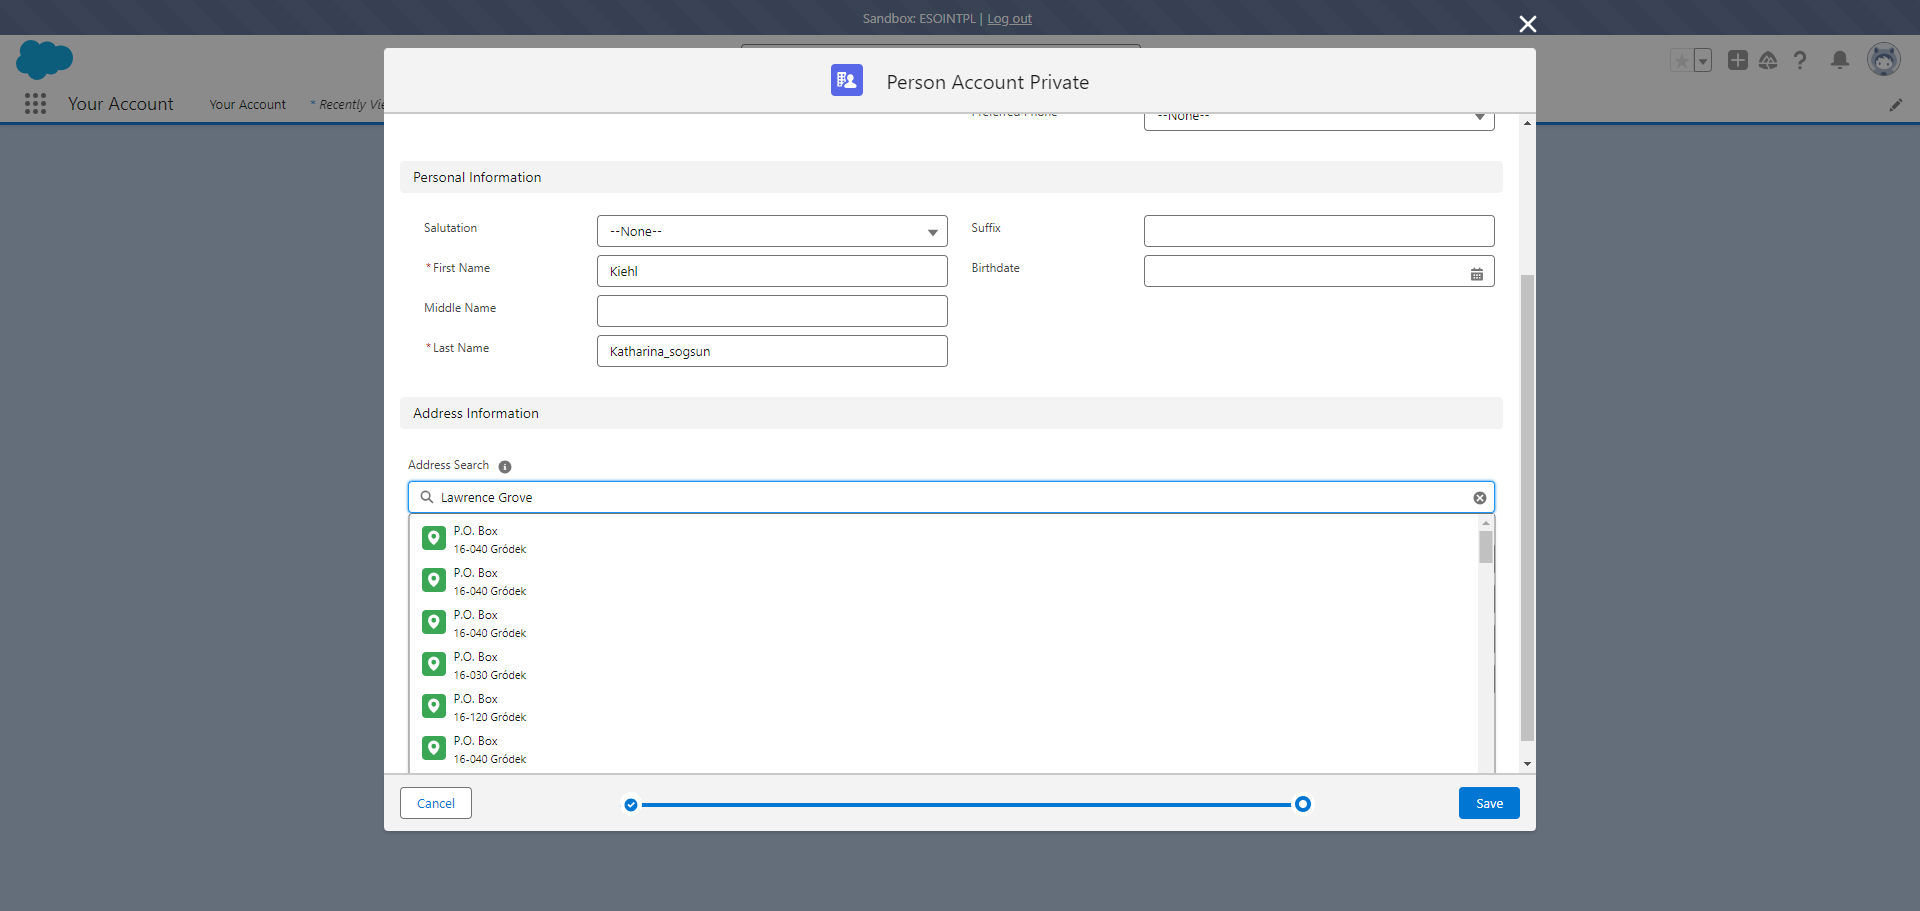 Sandbox: ESOINTPL | Log out
Person Account Private
Your Account
Your Account
* Recently Vie
Preferred Phone
--None--
Personal Information
Salutation
--None--
Suffix
*First Name
Kiehl
Birthdate
Middle Name
*Last Name
Katharina_sogsun
Address Information
Address Search
Lawrence Grove
P.O. Box
16-040 Gródek
P.O. Box
16-040 Gródek
P.O. Box
16-040 Gródek
P.O. Box
16-030 Gródek
P.O. Box
16-120 Gródek
P.O. Box
16-040 Gródek
Cancel
Save